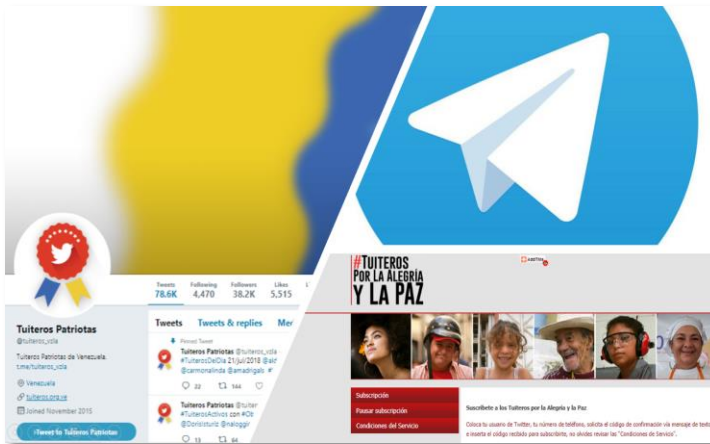 Tweets Following Followers Likes
78.6K 4,470 38.2K 5,515
Tuiteros Patriotas
@tuiteros_vzla
Tuiteros Patriotas de Venezuela.
t.me/tuiteros_vzla
Venezuela
tuiteros.org.ve
Joined November 2015
Tweet to Tuiteros Patriotas
Tweets Tweets & replies
Pinned Tweet
Tuiteros Patriotas @tuiteros_vzla
#TuiterosDelDia 21/jul/2018
@carmonalinda @amadrigals
22 144
Tuiteros Patriotas @tuiter
#TuiterosActivos con
@Dorisisturiz @naloggir
13 64
#TUITEROS
POR LA ALEGRÍA
Y LA PAZ
Subscripción
Pausar subscripción
Condiciones del Servicio
Suscríbete a los Tuiteros por la Alegría y la Paz
Coloca tu usuario de Twitter, tu número de teléfono, solicita el código de confirmación vía mensaje de texto
e inserta el código recibido para subscribirte, no olvides revisar las "Condiciones de Servicio".